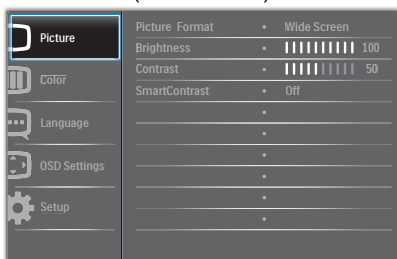 Picture
Color
Language
OSD Settings
Setup
Picture Format • Wide Screen
Brightness • 100
Contrast • 50
SmartContrast • Off
•
•
•
•
•
•